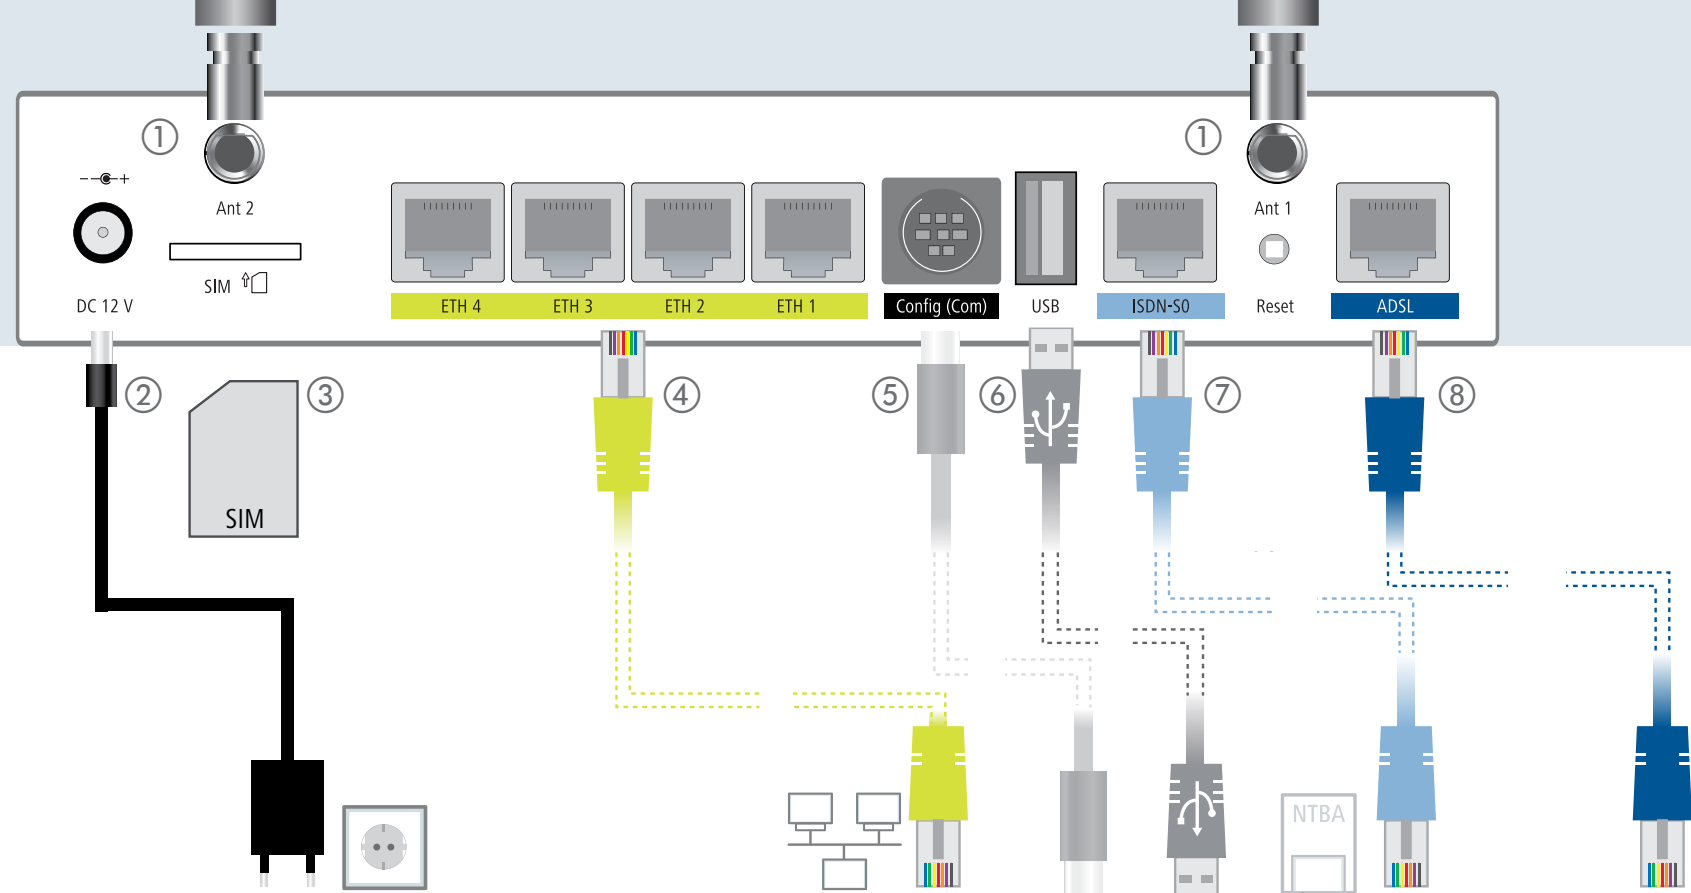 ① ①
Ant 2 Ant 1
SIM
DC 12 V ETH 4 ETH 3 ETH 2 ETH 1 Config (Com) USB ISDN-S0 Reset ADSL
② ③ ④ ⑤ ⑥ ⑦ ⑧
SIM
NTBA